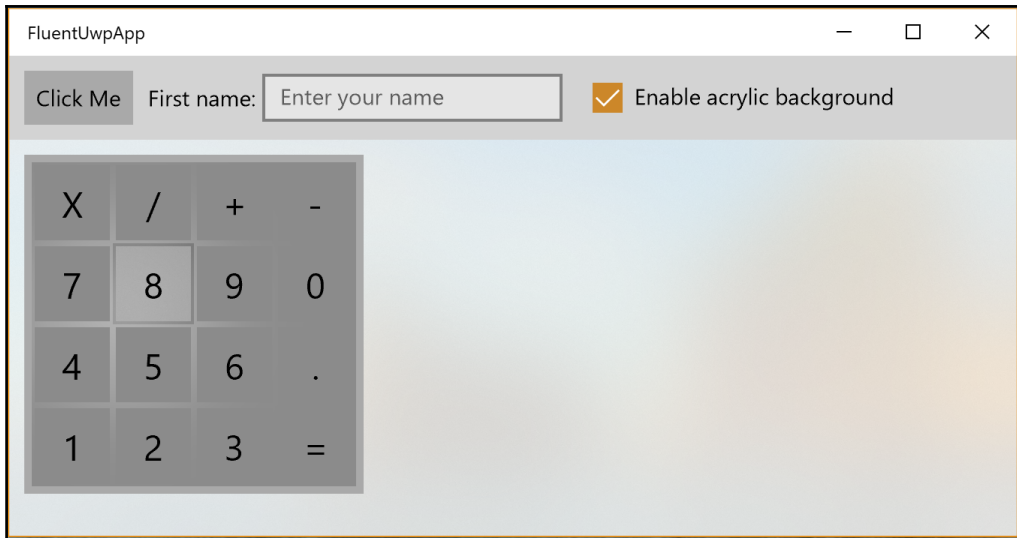 FluentUwpApp
Click Me First name: Enter your name Enable acrylic background
X / + -
7 8 9 0
4 5 6 .
1 2 3 =